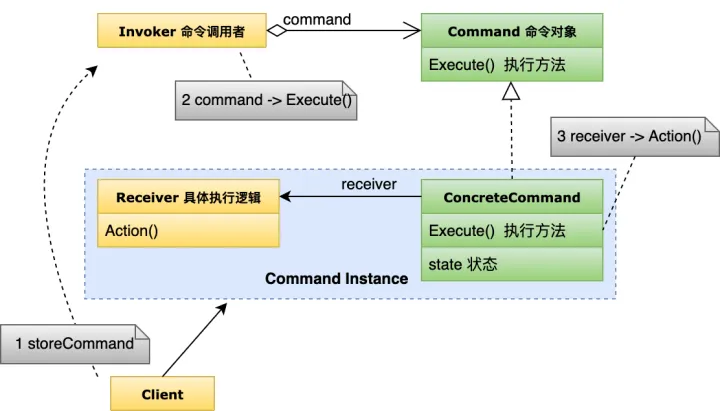 Invoker 命令调用者
command
Command 命令对象
Execute() 执行方法
2 command -> Execute()
3 receiver -> Action()
Receiver 具体执行逻辑
Action()
receiver
ConcreteCommand
Execute() 执行方法
state 状态
Command Instance
1 storeCommand
Client